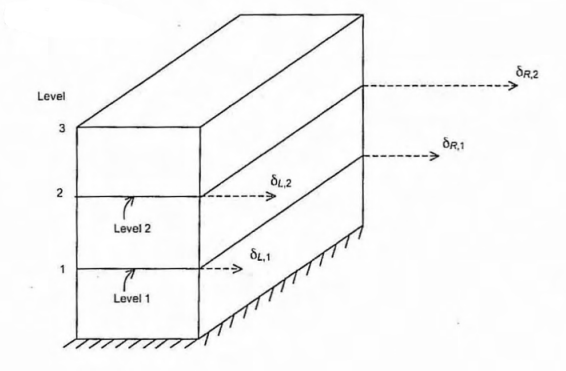 Level
3
2
1
Level 2
Level 1
δL,2
δL,1
δR,2
δR,1